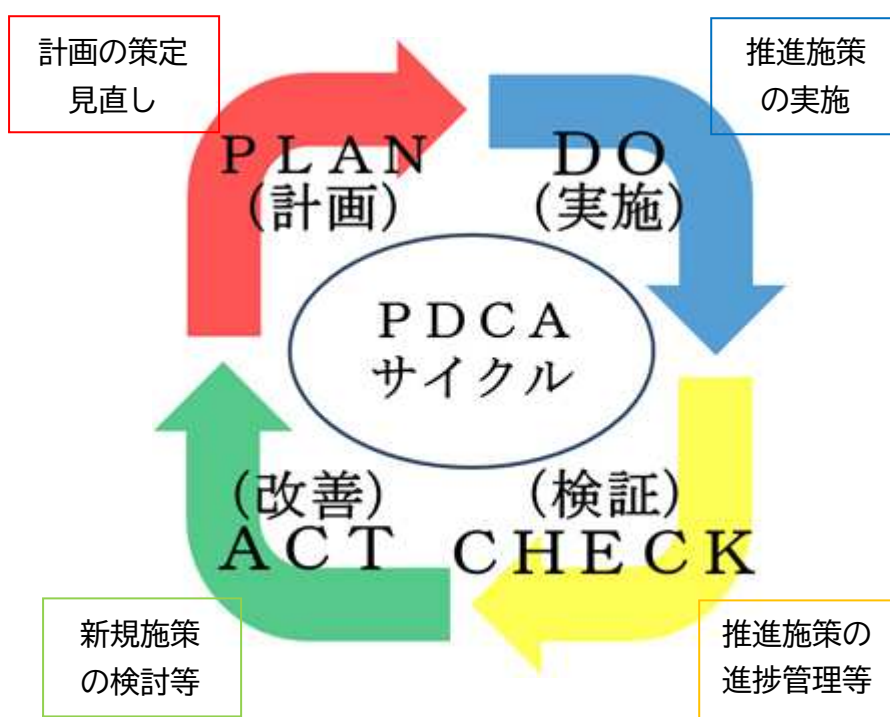 計画の策定
見直し
推進施策
の実施
ＰＬＡＮ
(計画)
ＤＯ
(実施)
ＰＤＣＡ
サイクル
(改善)
ＡＣＴ
(検証)
ＣＨＥＣＫ
新規施策
の検討等
推進施策の
進捗管理等